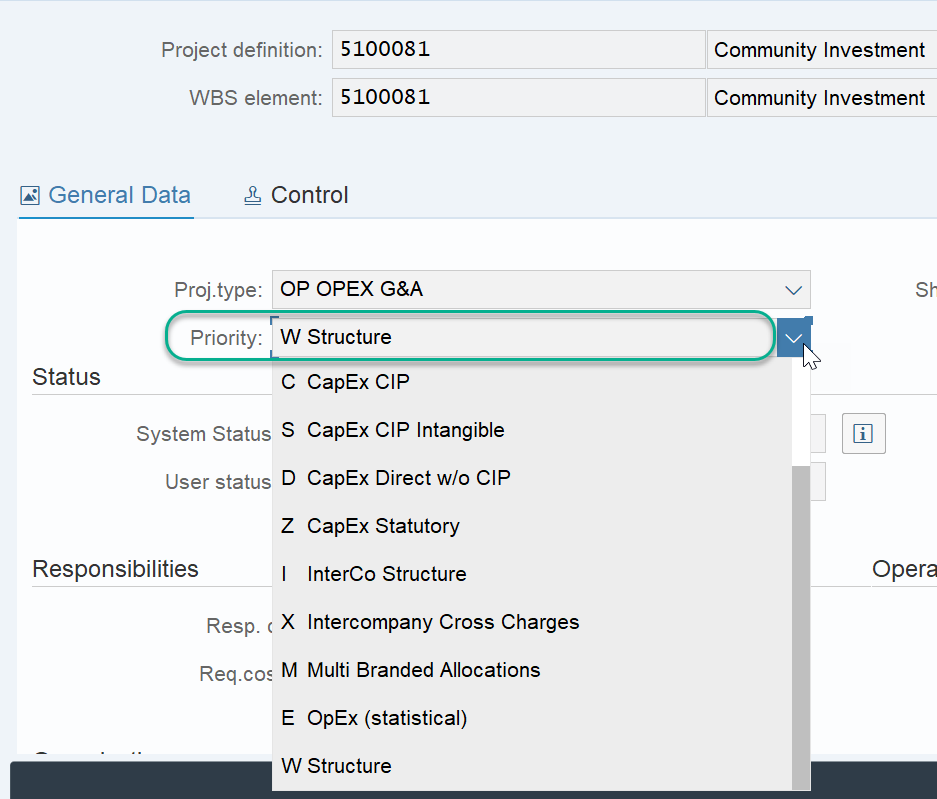 Project definition: 5100081 Community Investment
WBS element: 5100081 Community Investment
General Data Control
Proj.type: OP OPEX G&A Sh
Priority: W Structure
Status
C CapEx CIP
System Status
S CapEx CIP Intangible
User status
D CapEx Direct w/o CIP
Z CapEx Statutory
Responsibilities
I InterCo Structure
Opera
Resp.
X Intercompany Cross Charges
Req.cos
M Multi Branded Allocations
E OpEx (statistical)
W Structure